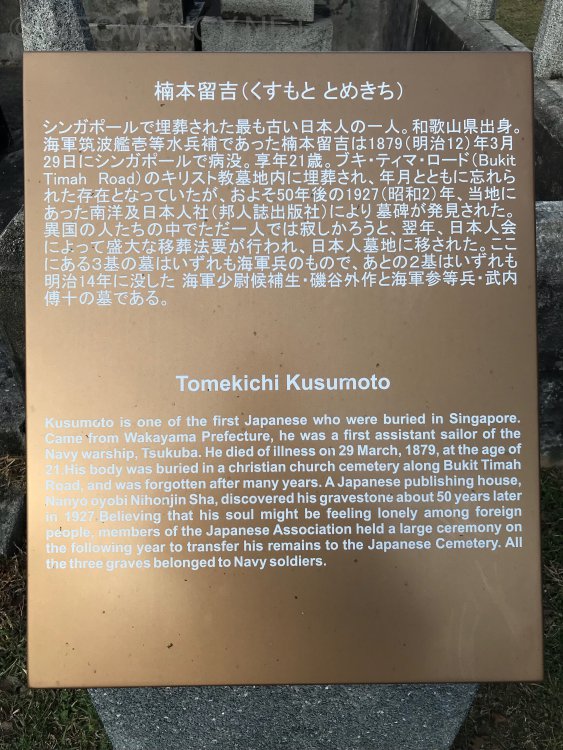 楠本留吉(くすもと とめきち)
シンガポールで埋葬された最も古い日本人の一人。和歌山県出身。
海軍筑波艦壱等水兵補であった楠本留吉は1879(明治12)年3月
29日にシンガポールで病没。享年21歳。ブキ・ティマ・ロード(Bukit
Timah Road)のキリスト教墓地内に埋葬され、年月とともに忘れら
れた存在となっていたが、およそ50年後の1927(昭和2)年、当地に
あった南洋及日本人社(邦人誌出版社)により墓碑が発見された。
異国の人たちの中でただ一人では寂しかろうと、翌年、日本人会
によって盛大な移葬法要が行われ、日本人墓地に移された。ここ
にある3基の墓はいずれも海軍兵のもので、あとの2基はいずれも
明治14年に没した 海軍少尉候補生・磯谷外作と海軍参等兵・武内
傅十の墓である。
Tomekichi Kusumoto
Kusumoto is one of the first Japanese who were buried in Singapore.
Came from Wakayama Prefecture, he was a first assistant sailor of the
Navy warship, Tsukuba. He died of illness on 29 March, 1879, at the age of
21.His body was buried in a christian church cemetery along Bukit Timah
Road, and was forgotten after many years. A Japanese publishing house,
Nanyo oyobi Nihonjin Sha, discovered his gravestone about 50 years later
in 1927.Believing that his soul might be feeling lonely among foreign
people, members of the Japanese Association held a large ceremony on
the following year to transfer his remains to the Japanese Cemetery. All
the three graves belonged to Navy soldiers.